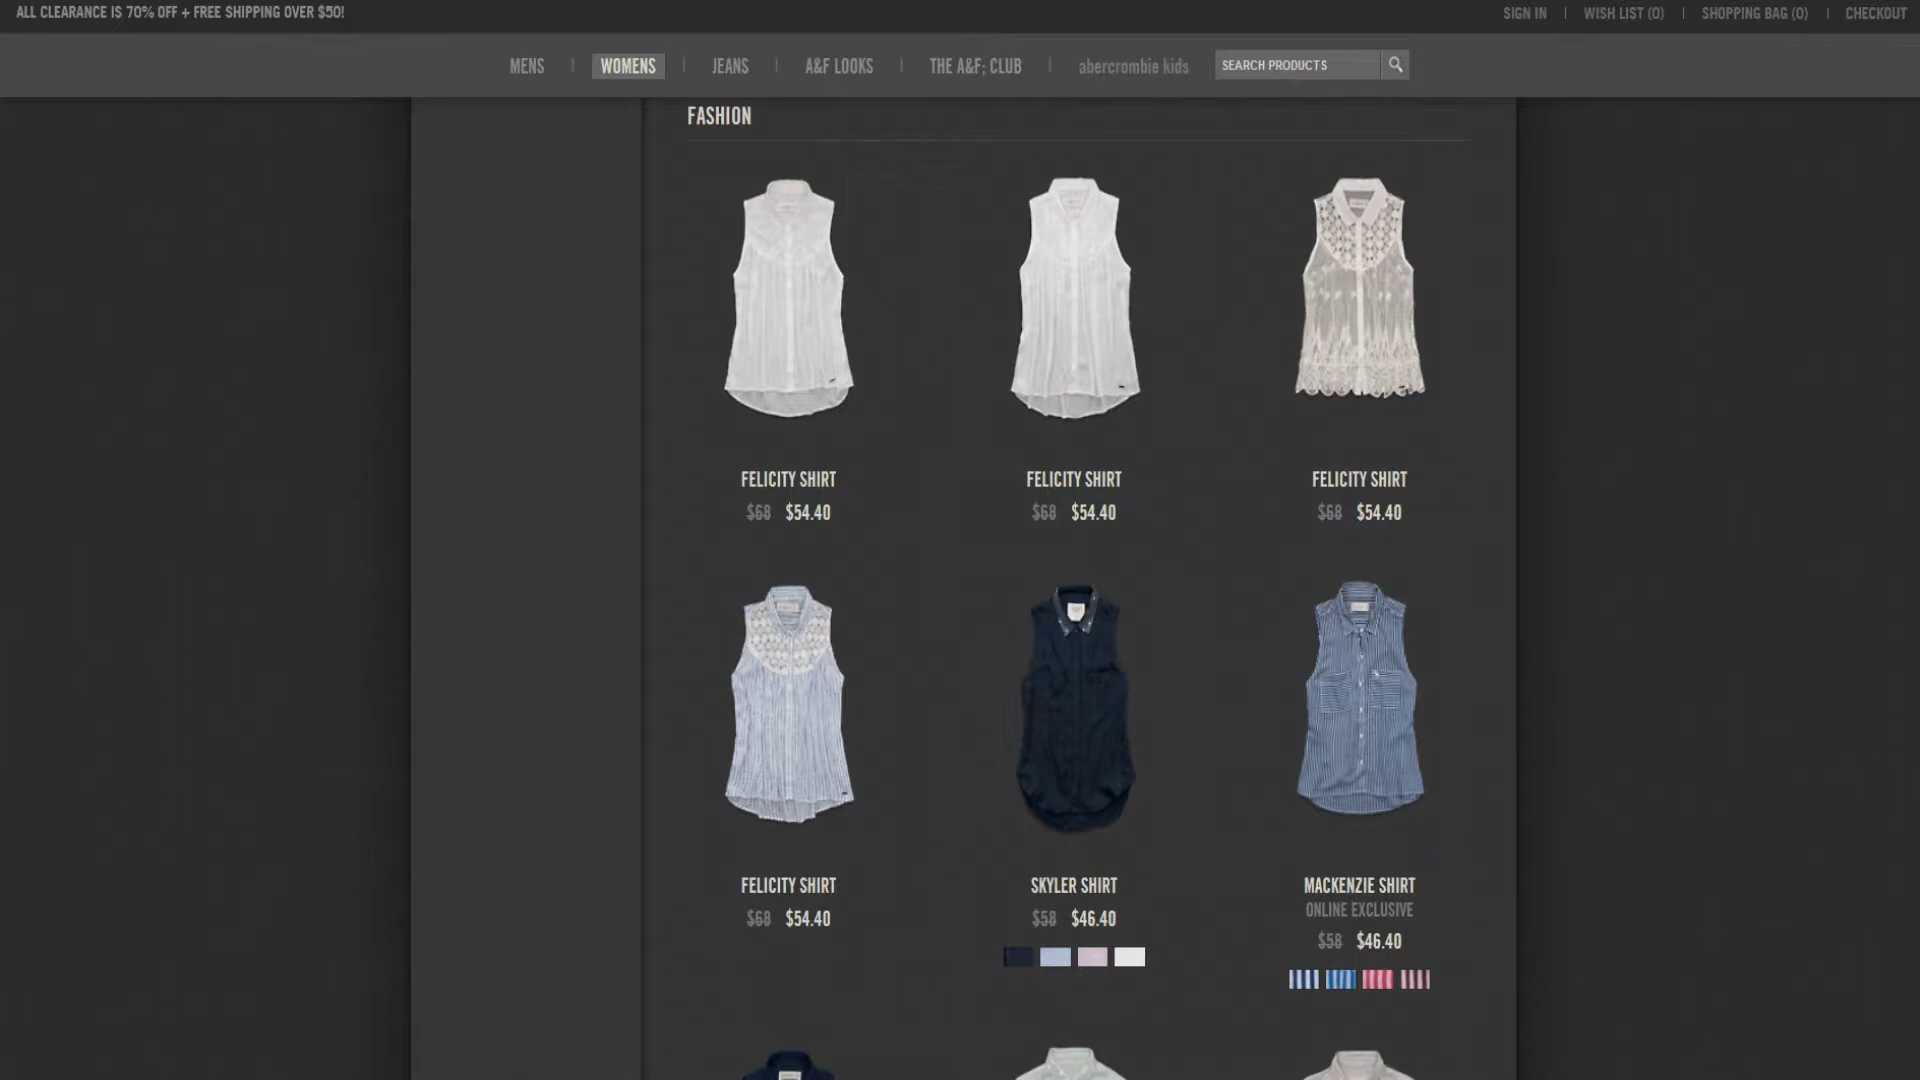 ALL CLEARANCE IS 70% OFF + FREE SHIPPING OVER $50!
SIGN IN | WISH LIST (0) | SHOPPING BAG (0) | CHECKOUT
MENS | WOMENS | JEANS | A&F LOOKS | THE A&F; CLUB | abercrombie kids SEARCH PRODUCTS
FASHION
FELICITY SHIRT FELICITY SHIRT FELICITY SHIRT
$68 $54.40 $68 $54.40 $68 $54.40
FELICITY SHIRT SKYLER SHIRT MACKENZIE SHIRT
ONLINE EXCLUSIVE
$68 $54.40 $58 $46.40
$58 $46.40